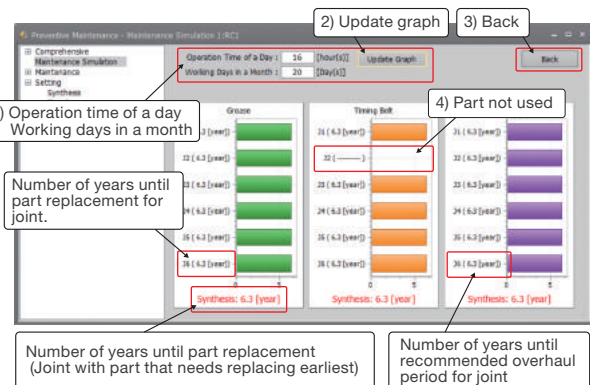 2) Update graph
3) Back
Preventive Maintenance - Maintenance Simulation 1:RC1
Comprehensive
Maintenance Simulation
Maintenance
Setting
Synthesis
Operation Time of a Day : 16 [hour(s)] Update Graph
Working Days in a Month : 20 [Day(s)]
Back
) Operation time of a day
Working days in a month
4) Part not used
Grease
Timing Belt
6.3 [year])
J1 ( 6.3 [year])
J1 ( 6.3 [year])
J2 ( 6.3 [year])
J2 ( -------- )
J2 ( 6.3 [year])
6.3 [year])
J3 ( 6.3 [year])
J3 ( 6.3 [year])
6.3 [year])
J4 ( 6.3 [year])
J4 ( 6.3 [year])
J5 ( 6.3 [year])
J5 ( 6.3 [year])
J5 ( 6.3 [year])
J6 ( 6.3 [year])
J6 ( 6.3 [year])
J6 ( 6.3 [year])
0 5
0 5
0 5
Number of years until
part replacement for
joint.
Synthesis: 6.3 [year]
Synthesis: 6.3 [year]
Synthesis: 6.3 [year]
Number of years until part replacement
(Joint with part that needs replacing earliest)
Number of years until
recommended overhaul
period for joint